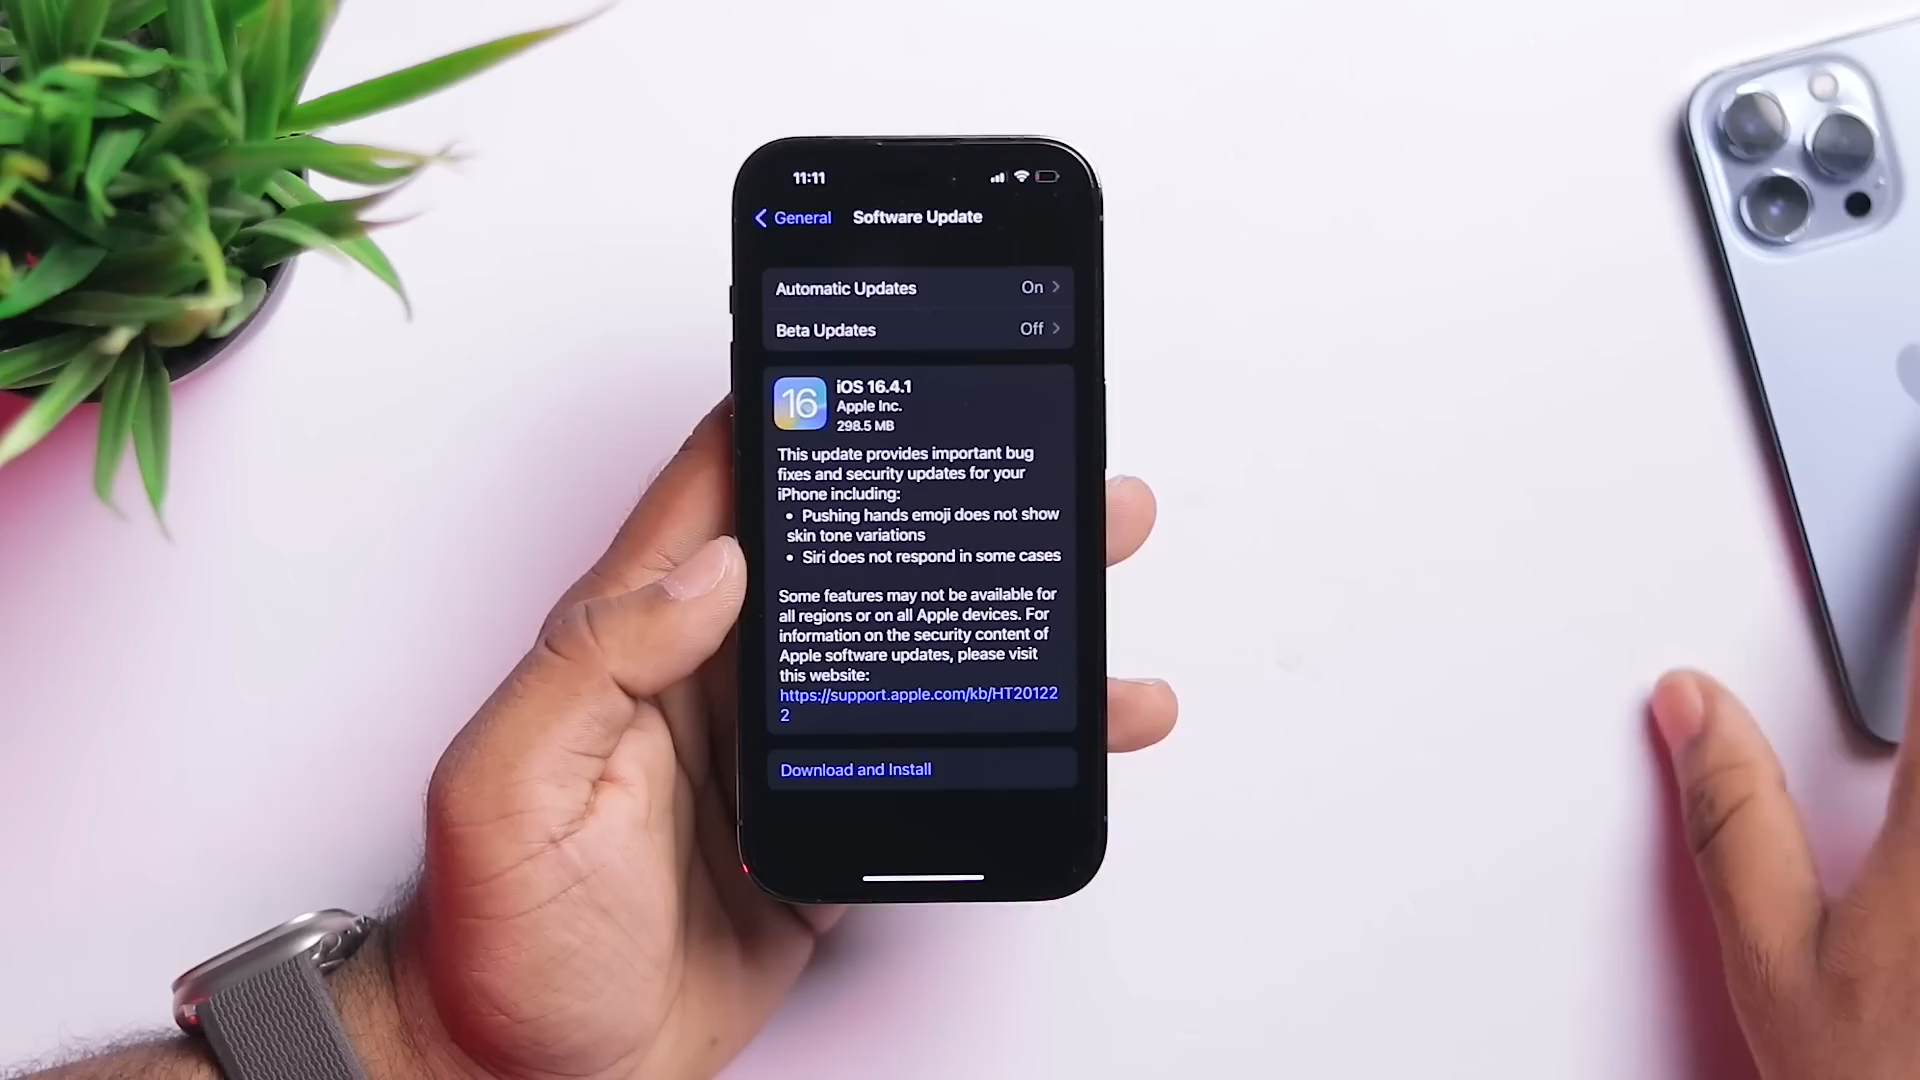 11:11
General Software Update
Automatic Updates On
Beta Updates Off
16
iOS 16.4.1
Apple Inc.
298.5 MB
This update provides important bug
fixes and security updates for your
iPhone including:
• Pushing hands emoji does not show
skin tone variations
• Siri does not respond in some cases
Some features may not be available for
all regions or on all Apple devices. For
information on the security content of
Apple software updates, please visit
this website:
https://support.apple.com/kb/HT20122
2
Download and Install